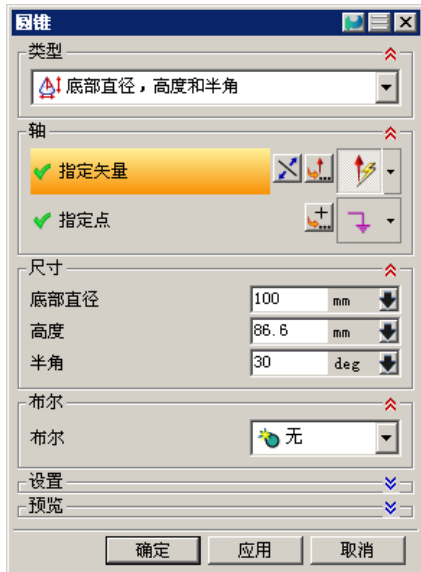 圆锥
类型
底部直径，高度和半角
轴
指定矢量
指定点
尺寸
底部直径 100 mm
高度 86.6 mm
半角 30 deg
布尔
布尔 无
设置
预览
确定 应用 取消